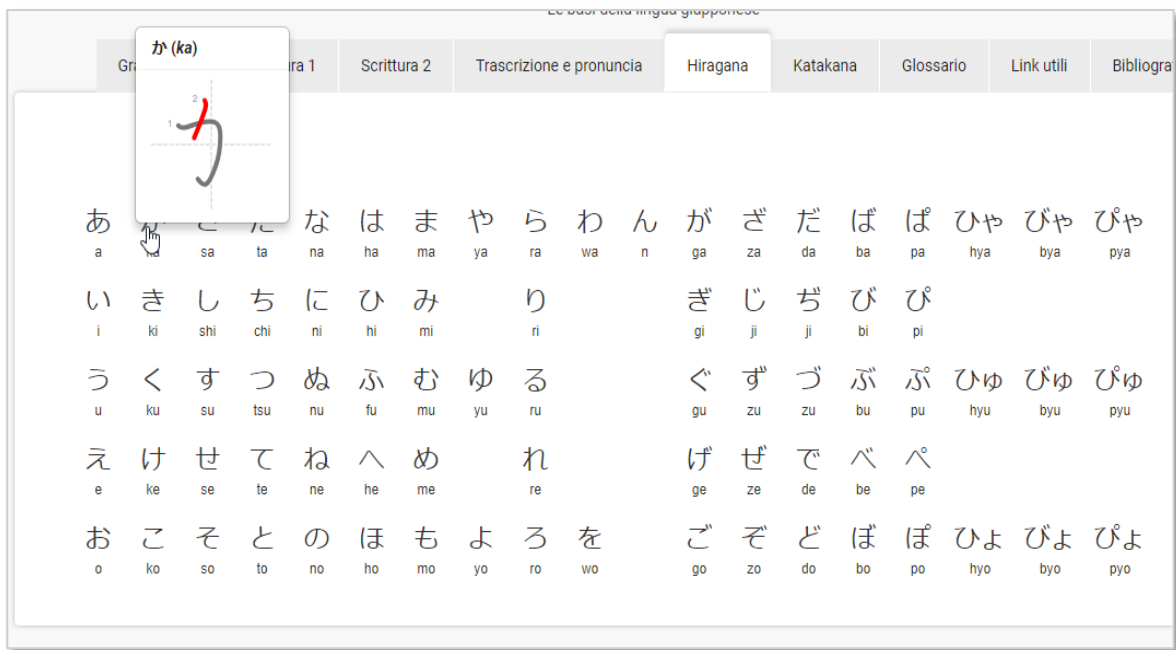 Le basi della lingua giapponese
か (ka)
Scrittura 2 Trascrizione e pronuncia Hiragana Katakana Glossario Link utili Bibliogra
2
1
あ な は ま や ら わ ん が ざ だ ば ぱ ひゃ びゃ ぴゃ
a sa ta na ha ma ya ra wa n ga za da ba pa hya bya pya
い き し ち に ひ み り ぎ じ ぢ び ぴ
i ki shi chi ni hi mi ri gi ji ji bi pi
う く す つ ぬ ふ む ゆ る ぐ ず づ ぶ ぷ ひゅ びゅ ぴゅ
u ku su tsu nu fu mu yu ru gu zu zu bu pu hyu byu pyu
え け せ て ね へ め れ げ ぜ で べ ぺ
e ke se te ne he me re ge ze de be pe
お こ そ と の ほ も よ ろ を ご ぞ ど ぼ ぽ ひょ びょ ぴょ
o ko so to no ho mo yo ro wo go zo do bo po hyo byo pyo